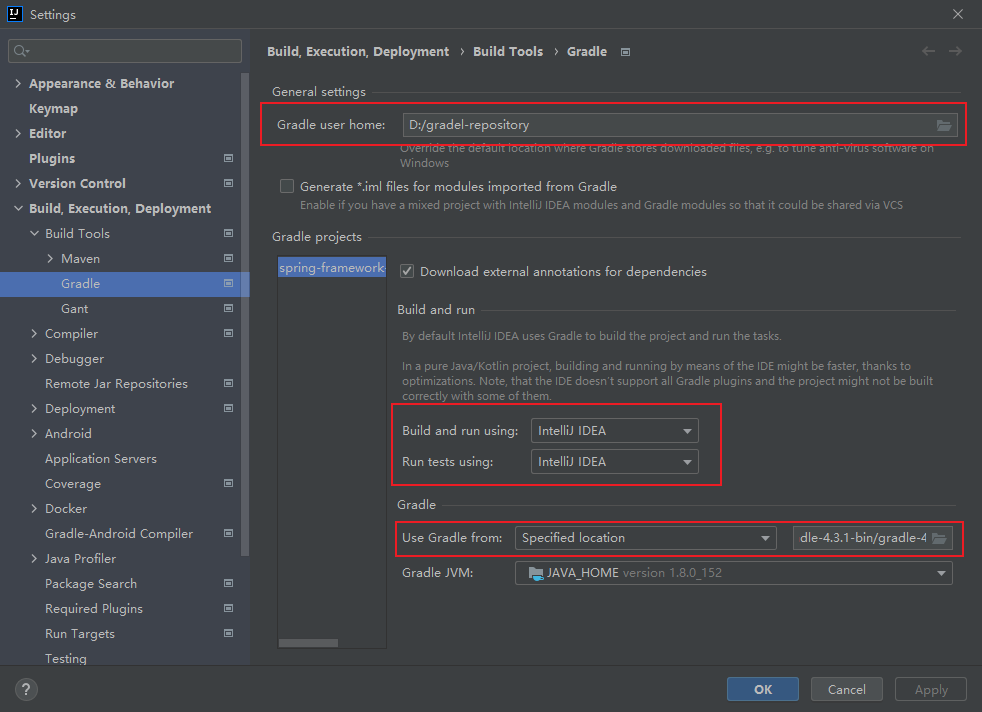 Settings
Build, Execution, Deployment › Build Tools › Gradle
Appearance & Behavior
Keymap
Editor
Plugins
Version Control
Build, Execution, Deployment
Build Tools
Maven
Gradle
Gant
Compiler
Debugger
Remote Jar Repositories
Deployment
Android
Application Servers
Coverage
Docker
Gradle-Android Compiler
Java Profiler
Package Search
Required Plugins
Run Targets
Testing
General settings
Gradle user home: D:/gradel-repository
Override the default location where Gradle stores downloaded files, e.g. to tune anti-virus software on
Windows
Generate *.iml files for modules imported from Gradle
Enable if you have a mixed project with IntelliJ IDEA modules and Gradle modules so that it could be shared via VCS
Gradle projects
spring-framework-
Download external annotations for dependencies
Build and run
By default IntelliJ IDEA uses Gradle to build the project and run the tasks.
In a pure Java/Kotlin project, building and running by means of the IDE might be faster, thanks to
optimizations. Note, that the IDE doesn't support all Gradle plugins and the project might not be built
correctly with some of them.
Build and run using: IntelliJ IDEA
Run tests using: IntelliJ IDEA
Gradle
Use Gradle from: Specified location dle-4.3.1-bin/gradle-4
Gradle JVM: JAVA_HOME version 1.8.0_152
? OK Cancel Apply